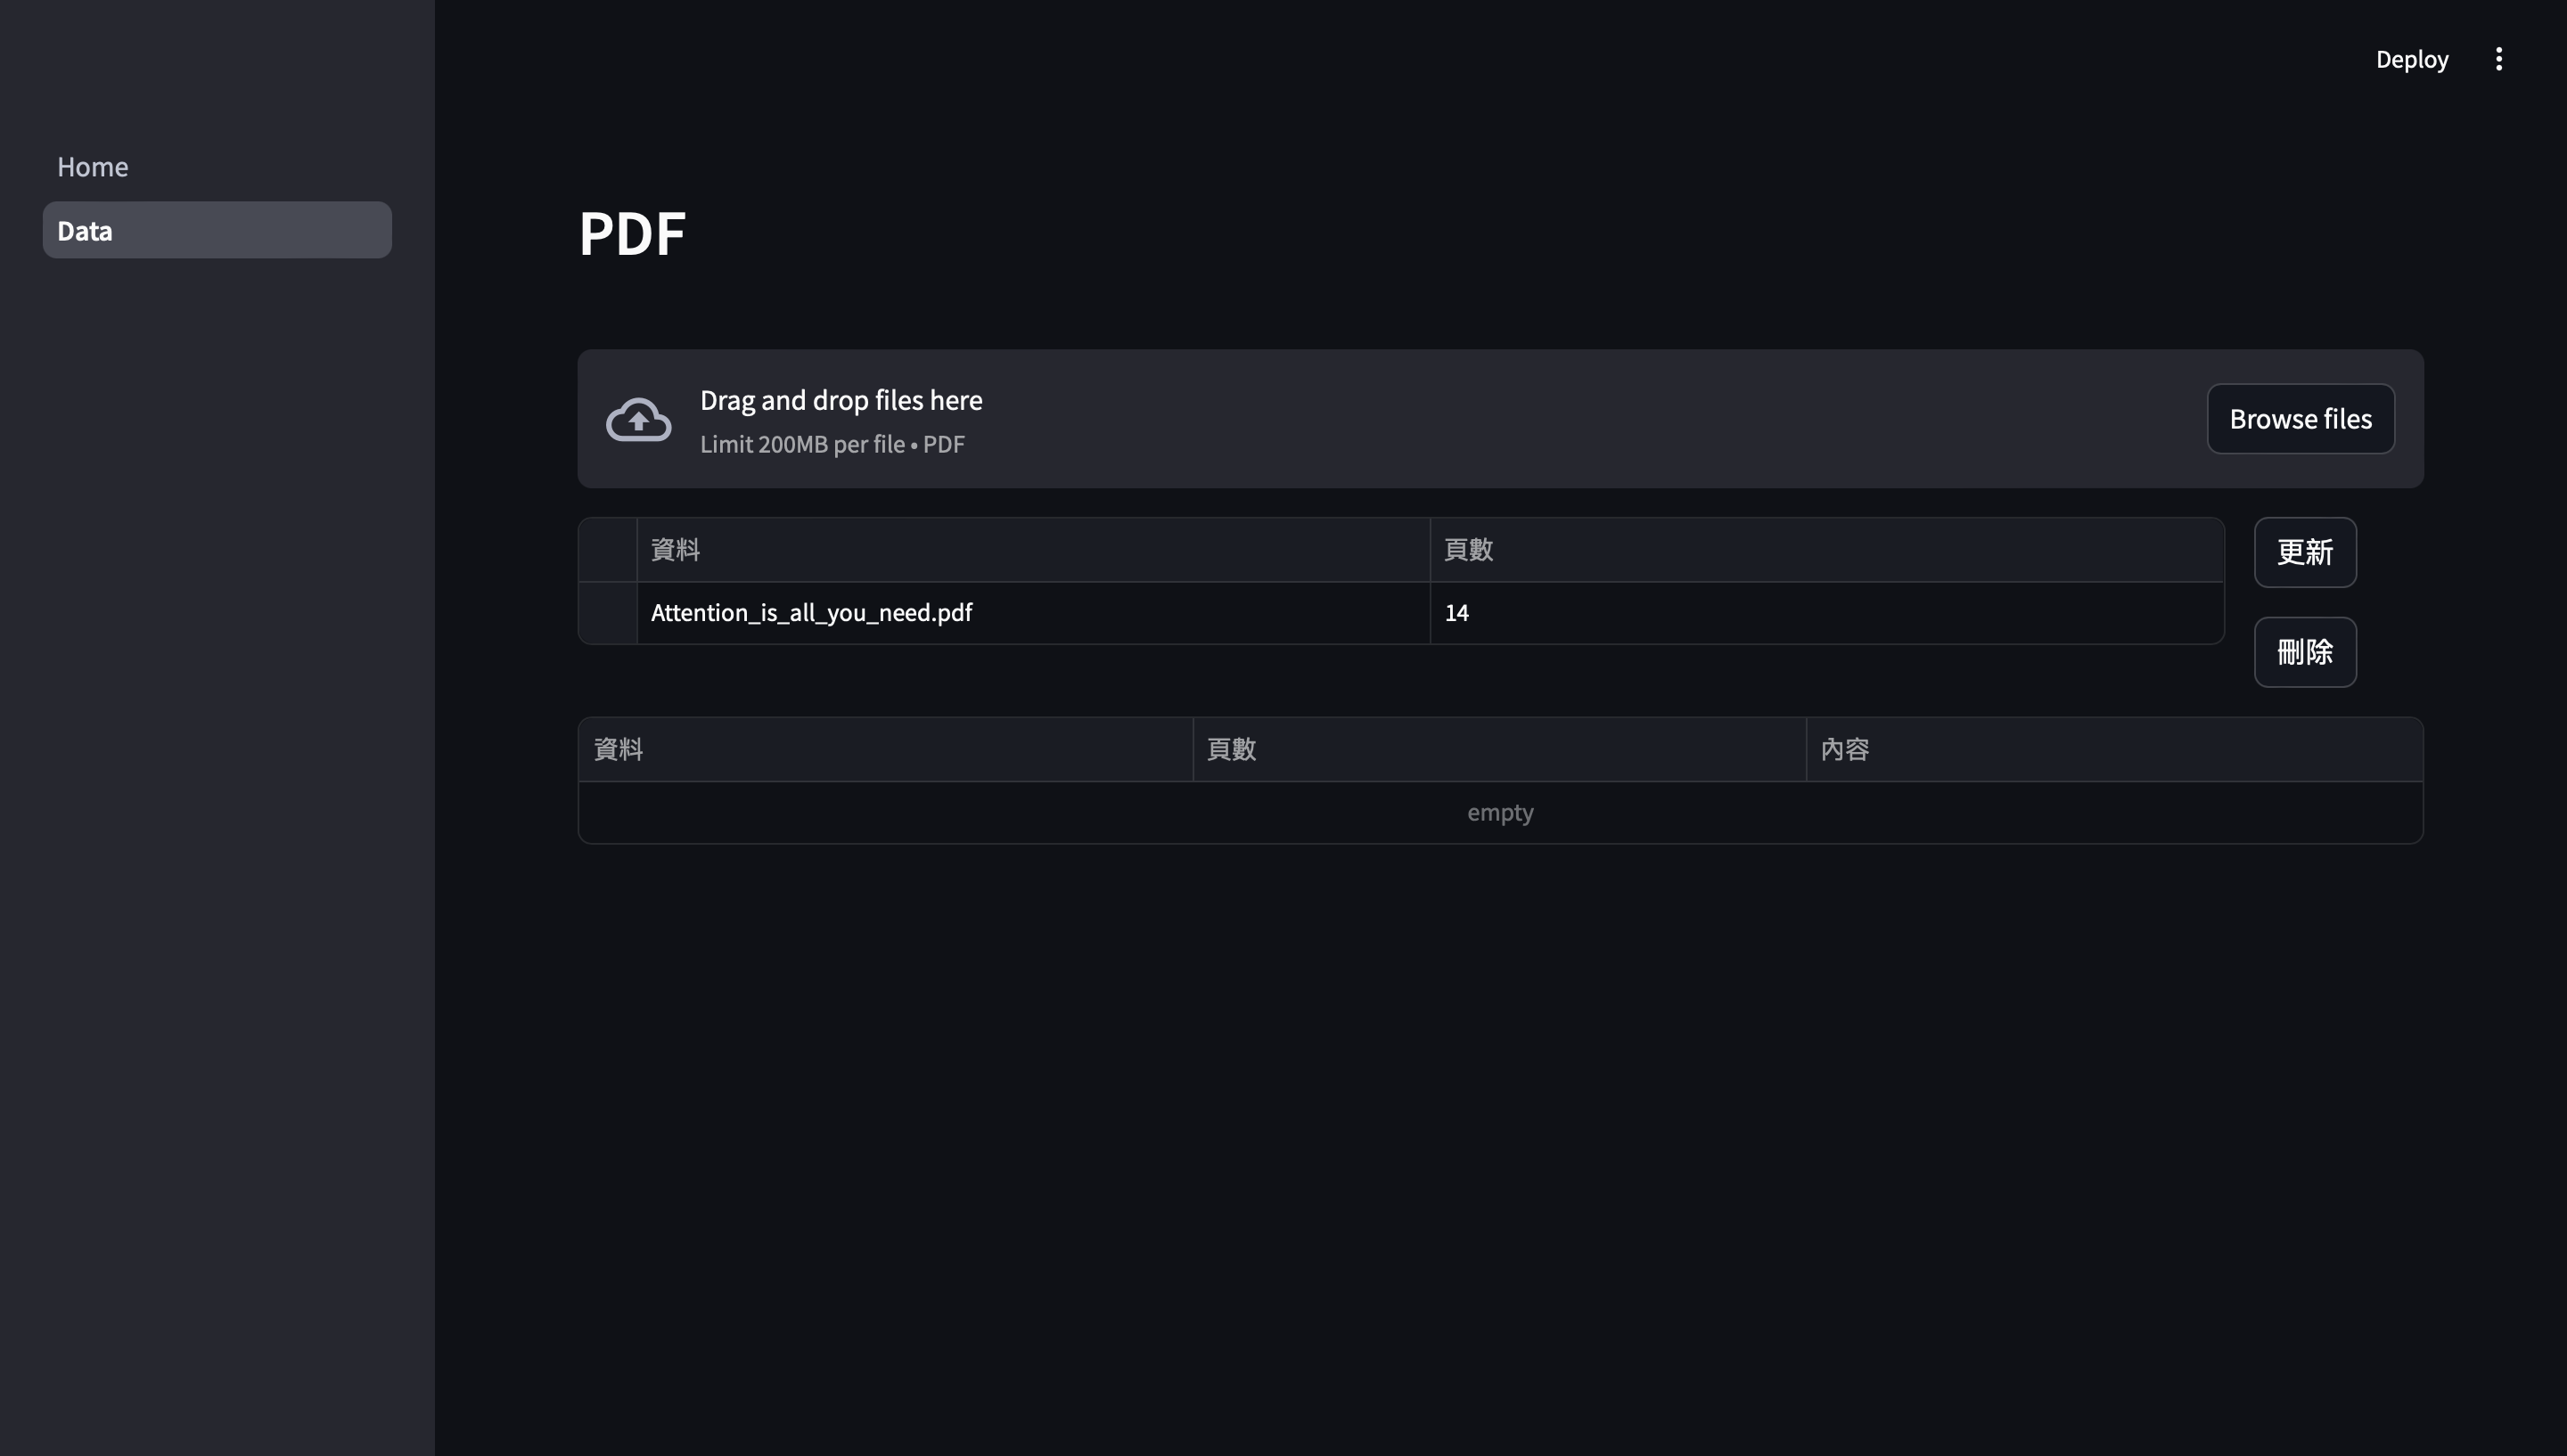 Deploy
Home
Data
PDF
Drag and drop files here
Limit 200MB per file • PDF
Browse files
資料 頁數
Attention_is_all_you_need.pdf 14
更新
刪除
資料 頁數 內容
empty